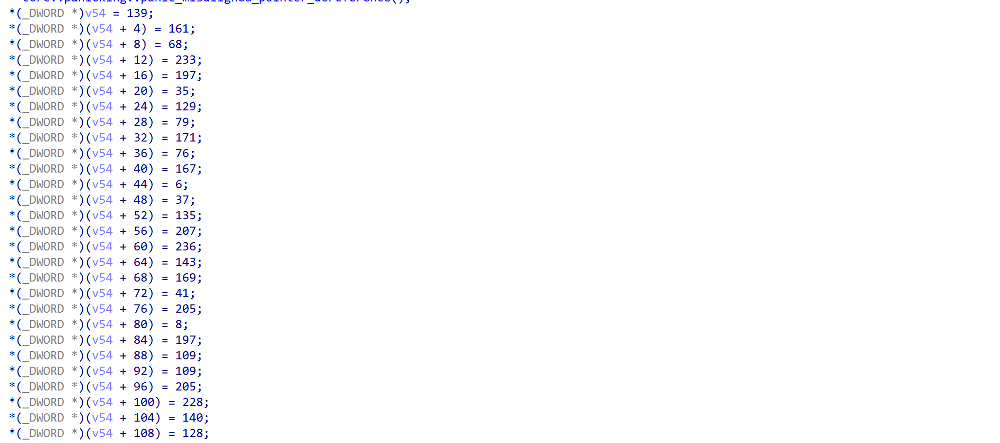 core::panicking::panic_misaligned_pointer_dereference();
*(_DWORD *)v54 = 139;
*(_DWORD *)(v54 + 4) = 161;
*(_DWORD *)(v54 + 8) = 68;
*(_DWORD *)(v54 + 12) = 233;
*(_DWORD *)(v54 + 16) = 197;
*(_DWORD *)(v54 + 20) = 35;
*(_DWORD *)(v54 + 24) = 129;
*(_DWORD *)(v54 + 28) = 79;
*(_DWORD *)(v54 + 32) = 171;
*(_DWORD *)(v54 + 36) = 76;
*(_DWORD *)(v54 + 40) = 167;
*(_DWORD *)(v54 + 44) = 6;
*(_DWORD *)(v54 + 48) = 37;
*(_DWORD *)(v54 + 52) = 135;
*(_DWORD *)(v54 + 56) = 207;
*(_DWORD *)(v54 + 60) = 236;
*(_DWORD *)(v54 + 64) = 143;
*(_DWORD *)(v54 + 68) = 169;
*(_DWORD *)(v54 + 72) = 41;
*(_DWORD *)(v54 + 76) = 205;
*(_DWORD *)(v54 + 80) = 8;
*(_DWORD *)(v54 + 84) = 197;
*(_DWORD *)(v54 + 88) = 109;
*(_DWORD *)(v54 + 92) = 109;
*(_DWORD *)(v54 + 96) = 205;
*(_DWORD *)(v54 + 100) = 228;
*(_DWORD *)(v54 + 104) = 140;
*(_DWORD *)(v54 + 108) = 128;